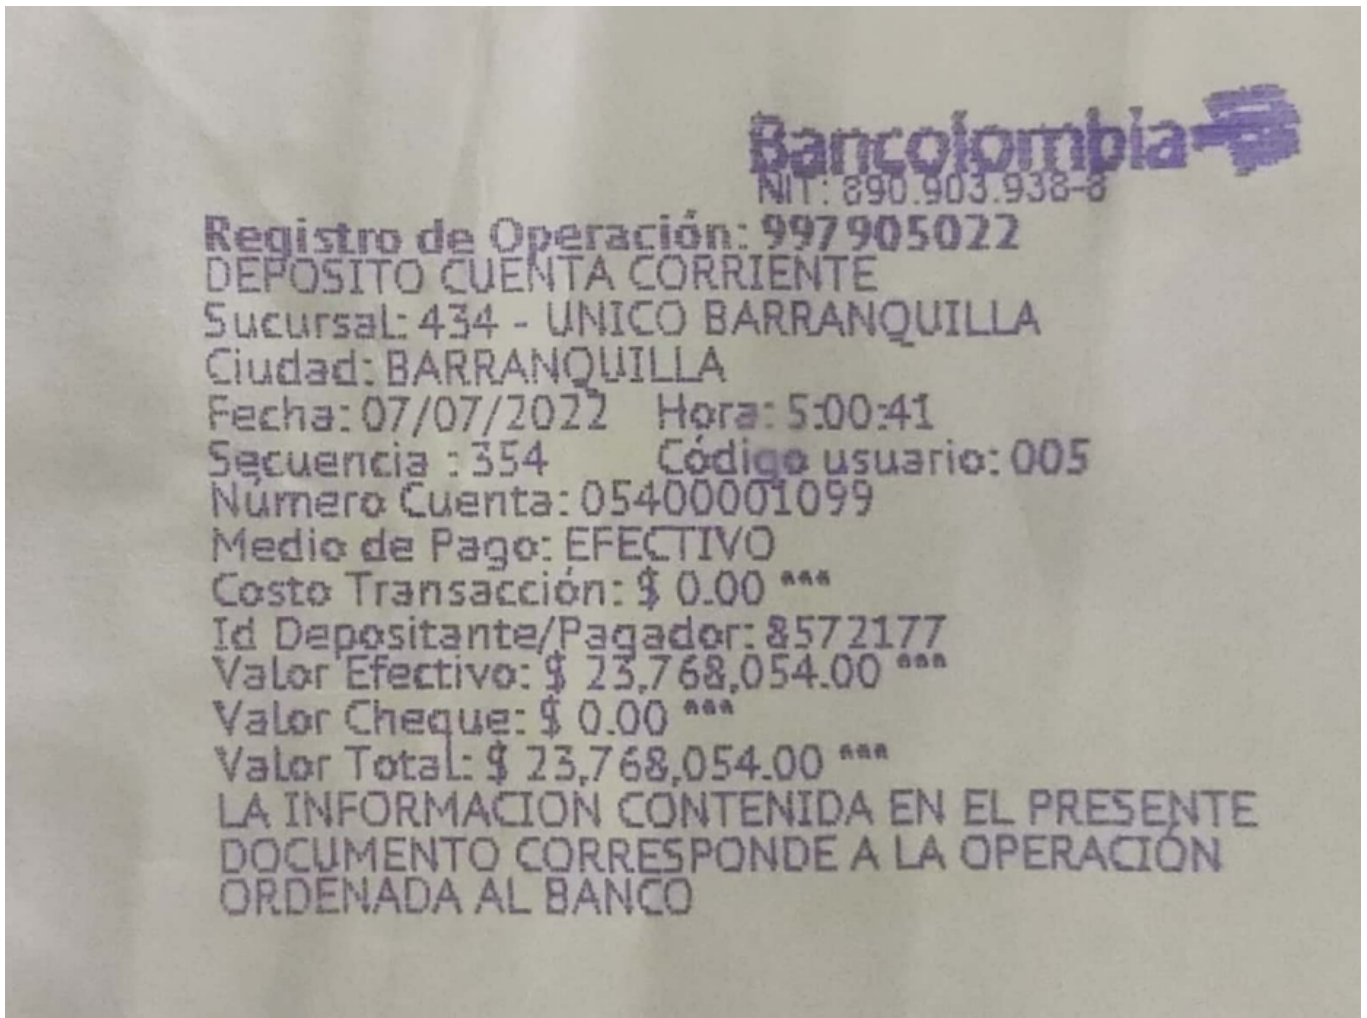 Bancolombia
NIT: 890.903.938-8
Registro de Operación: 997905022
DEPOSITO CUENTA CORRIENTE
Sucursal: 434 - UNICO BARRANQUILLA
Ciudad: BARRANQUILLA
Fecha: 07/07/2022 Hora: 5:00:41
Secuencia : 354 Código usuario: 005
Número Cuenta: 05400001099
Medio de Pago: EFECTIVO
Costo Transacción: $ 0.00 ***
Id Depositante/Pagador: 8572177
Valor Efectivo: $ 23,768,054.00 ***
Valor Cheque: $ 0.00 ***
Valor Total: $ 23,768,054.00 ***
LA INFORMACION CONTENIDA EN EL PRESENTE
DOCUMENTO CORRESPONDE A LA OPERACIÓN
ORDENADA AL BANCO